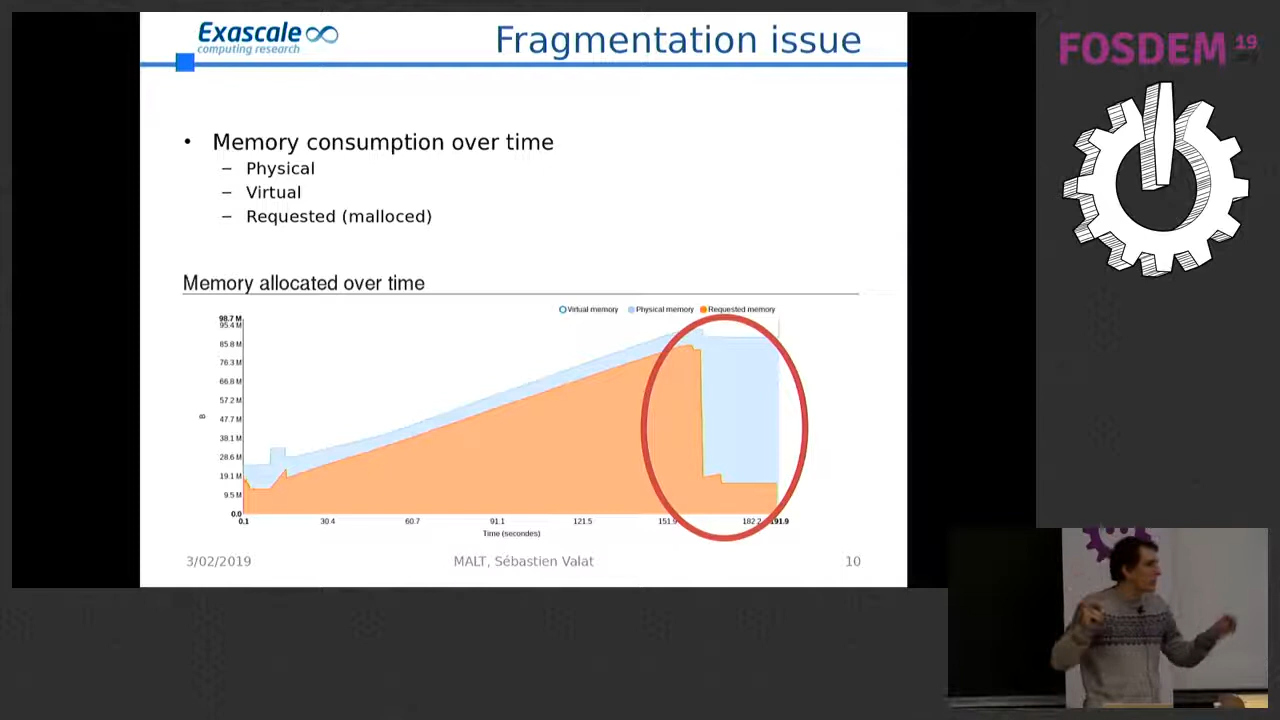 Exascale
computing research
Fragmentation issue
FOSDEM 19
• Memory consumption over time
– Physical
– Virtual
– Requested (malloced)
Memory allocated over time
Virtual memory Physical memory Requested memory
98.7 M
95.4 M
85.8 M
76.3 M
66.8 M
57.2 M
47.7 M
38.1 M
28.6 M
19.1 M
9.5 M
0.0
B
0.1 30.4 60.7 91.1 121.5 151.9 182.2 191.9
Time (secondes)
3/02/2019 MALT, Sébastien Valat 10